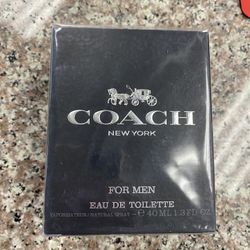 COACH
NEW YORK
FOR MEN
EAU DE TOILETTE
VAPORISATEUR / NATURAL SPRAY - ℮ 40 ML 1.3 FL OZ.